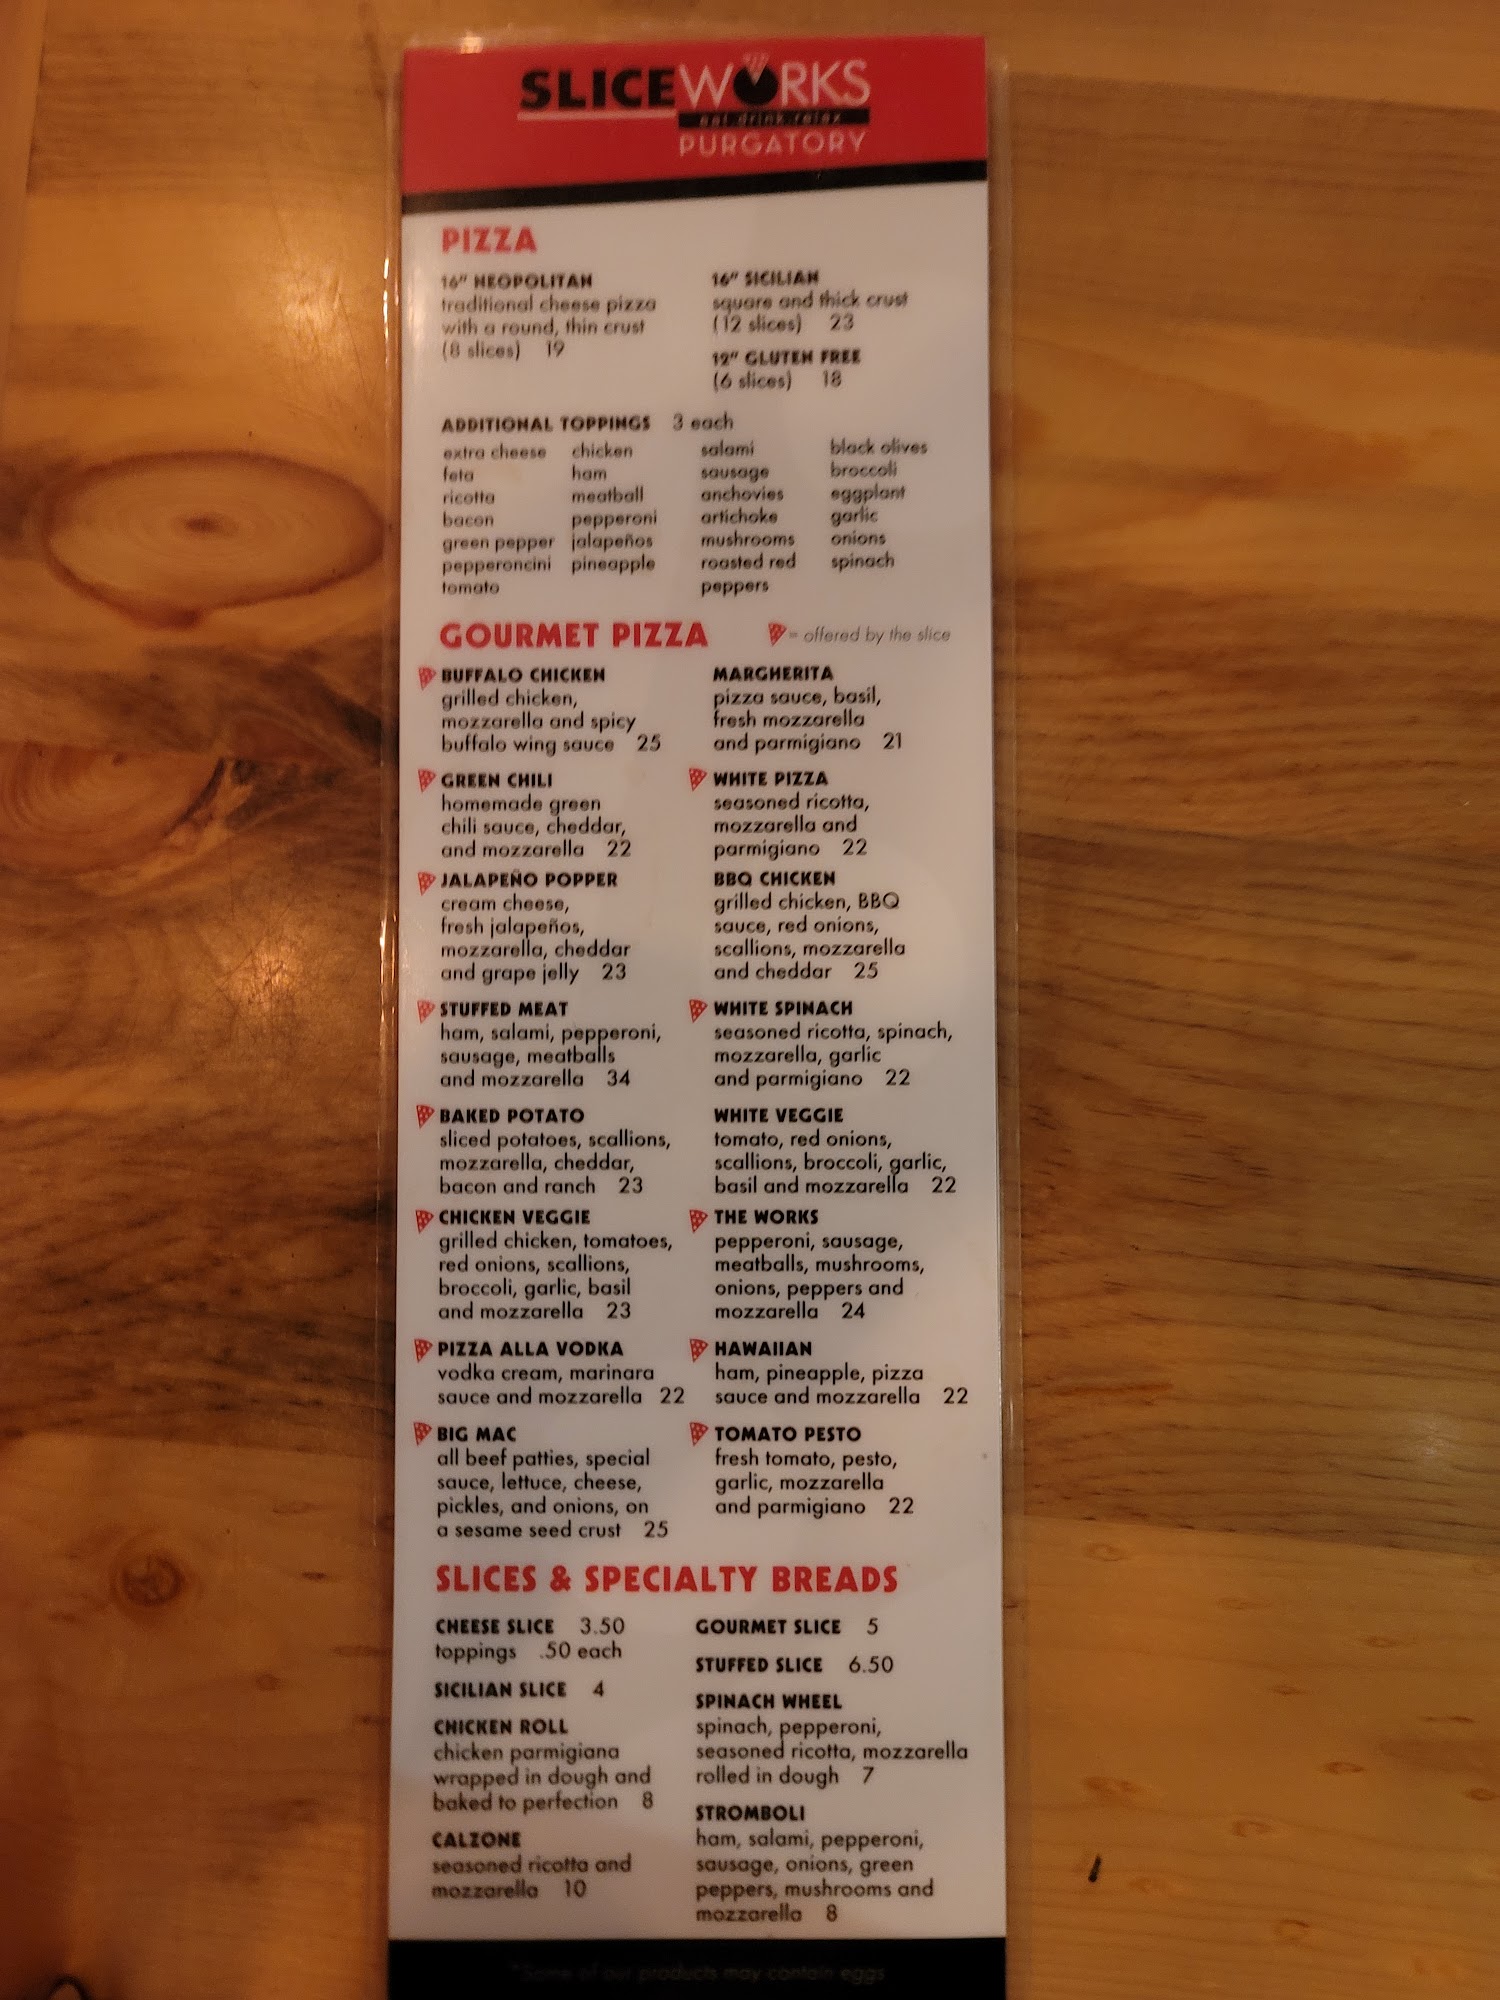 SLICEWORKS
eat.drink.relax
PURGATORY
PIZZA
16" NEOPOLITAN
traditional cheese pizza
with a round, thin crust
(8 slices) 19
16" SICILIAN
square and thick crust
(12 slices) 23
12" GLUTEN FREE
(6 slices) 18
ADDITIONAL TOPPINGS 3 each
extra cheese
feta
ricotta
bacon
green pepper
pepperoncini
tomato
chicken
ham
meatball
pepperoni
jalapeños
pineapple
salami
sausage
anchovies
artichoke
mushrooms
roasted red
peppers
black olives
broccoli
eggplant
garlic
onions
spinach
GOURMET PIZZA
= offered by the slice
BUFFALO CHICKEN
grilled chicken,
mozzarella and spicy
buffalo wing sauce 25
GREEN CHILI
homemade green
chili sauce, cheddar,
and mozzarella 22
JALAPEÑO POPPER
cream cheese,
fresh jalapeños,
mozzarella, cheddar
and grape jelly 23
STUFFED MEAT
ham, salami, pepperoni,
sausage, meatballs
and mozzarella 34
BAKED POTATO
sliced potatoes, scallions,
mozzarella, cheddar,
bacon and ranch 23
CHICKEN VEGGIE
grilled chicken, tomatoes,
red onions, scallions,
broccoli, garlic, basil
and mozzarella 23
PIZZA ALLA VODKA
vodka cream, marinara
sauce and mozzarella 22
BIG MAC
all beef patties, special
sauce, lettuce, cheese,
pickles, and onions, on
a sesame seed crust 25
MARGHERITA
pizza sauce, basil,
fresh mozzarella
and parmigiano 21
WHITE PIZZA
seasoned ricotta,
mozzarella and
parmigiano 22
BBQ CHICKEN
grilled chicken, BBQ
sauce, red onions,
scallions, mozzarella
and cheddar 25
WHITE SPINACH
seasoned ricotta, spinach,
mozzarella, garlic
and parmigiano 22
WHITE VEGGIE
tomato, red onions,
scallions, broccoli, garlic,
basil and mozzarella 22
THE WORKS
pepperoni, sausage,
meatballs, mushrooms,
onions, peppers and
mozzarella 24
HAWAIIAN
ham, pineapple, pizza
sauce and mozzarella 22
TOMATO PESTO
fresh tomato, pesto,
garlic, mozzarella
and parmigiano 22
SLICES & SPECIALTY BREADS
CHEESE SLICE 3.50
toppings .50 each
SICILIAN SLICE 4
CHICKEN ROLL
chicken parmigiana
wrapped in dough and
baked to perfection 8
CALZONE
seasoned ricotta and
mozzarella 10
GOURMET SLICE 5
STUFFED SLICE 6.50
SPINACH WHEEL
spinach, pepperoni,
seasoned ricotta, mozzarella
rolled in dough 7
STROMBOLI
ham, salami, pepperoni,
sausage, onions, green
peppers, mushrooms and
mozzarella 8
*Some of our products may contain eggs